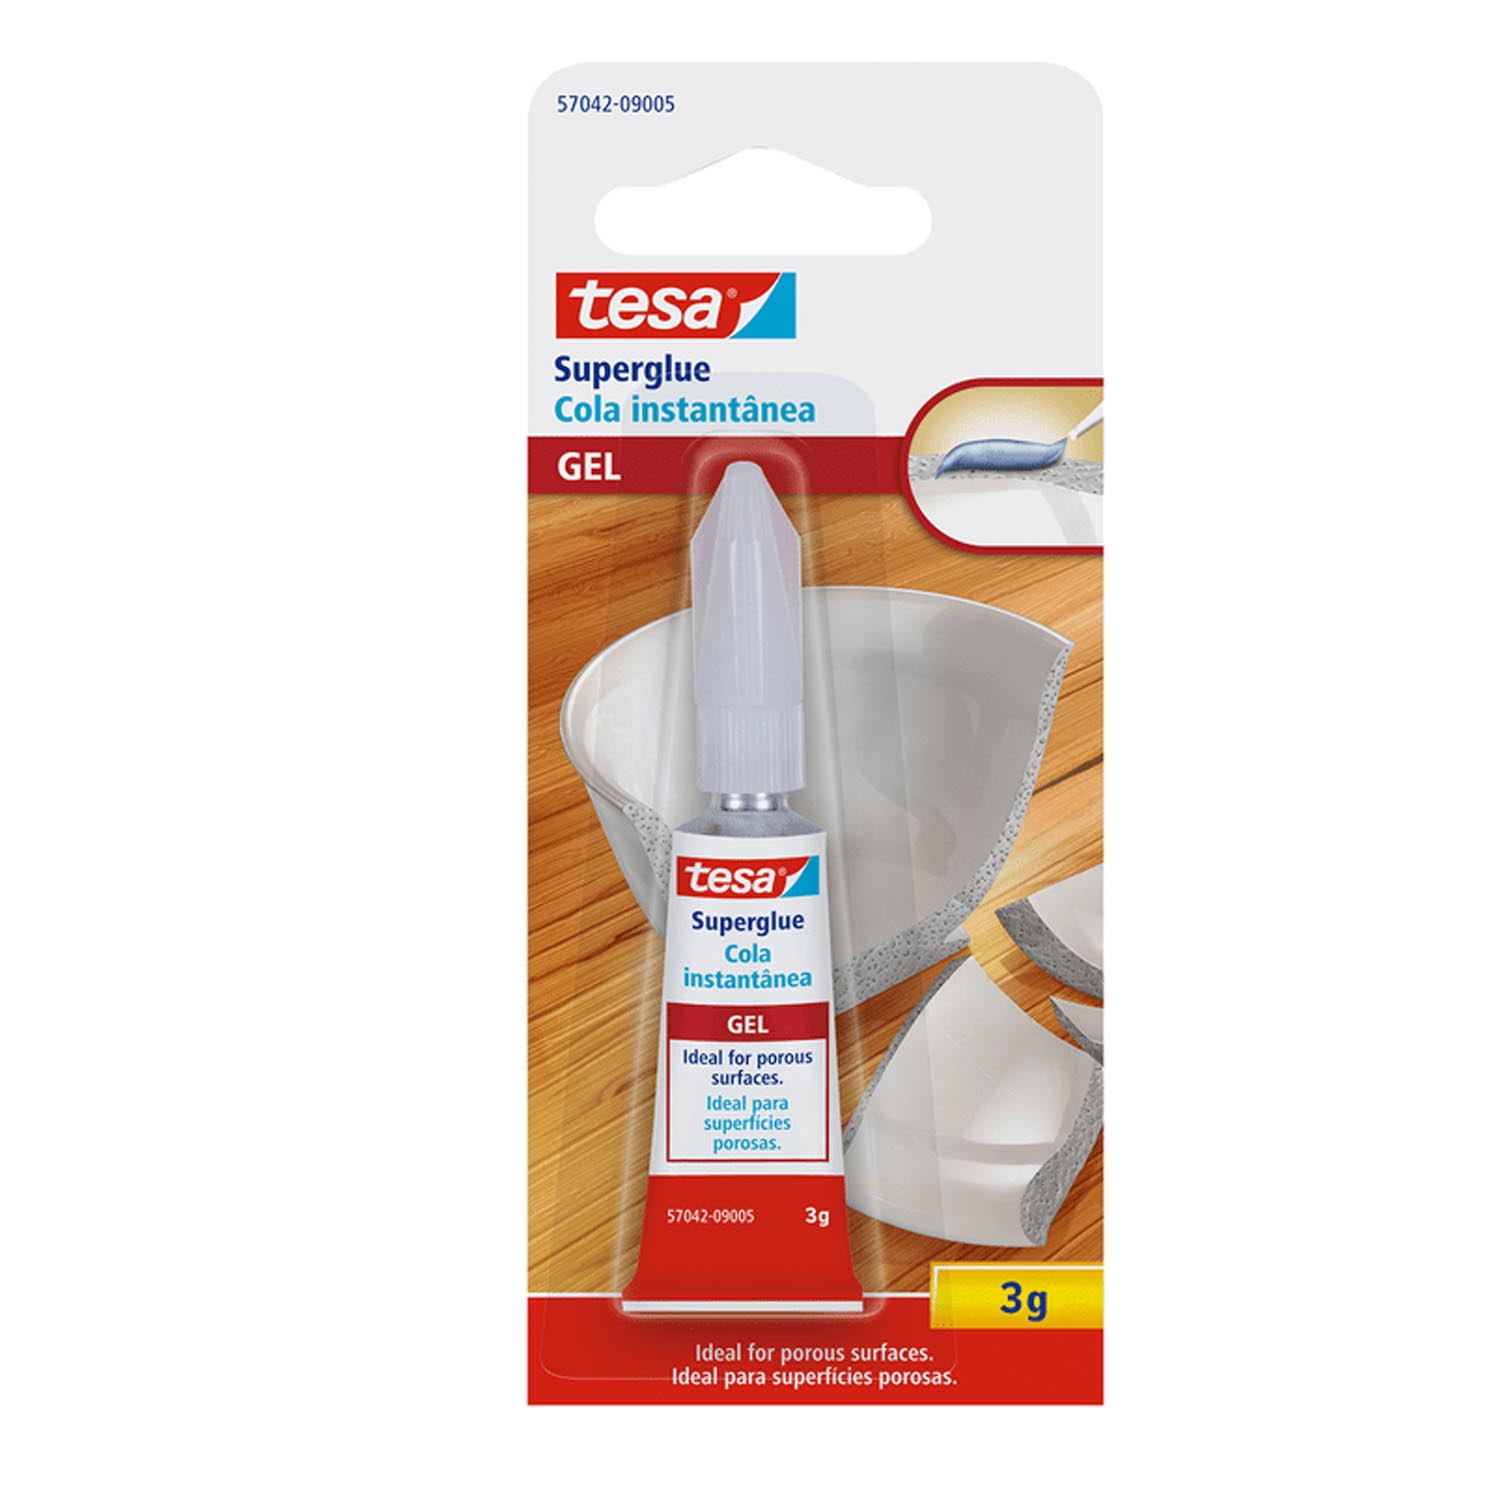 57042-09005
tesa®
Superglue
Cola instantânea
GEL
tesa®
Superglue
Cola
instantânea
GEL
Ideal for porous
surfaces.
Ideal para
superfícies
porosas.
57042-09005 3g
3g
Ideal for porous surfaces.
Ideal para superfícies porosas.